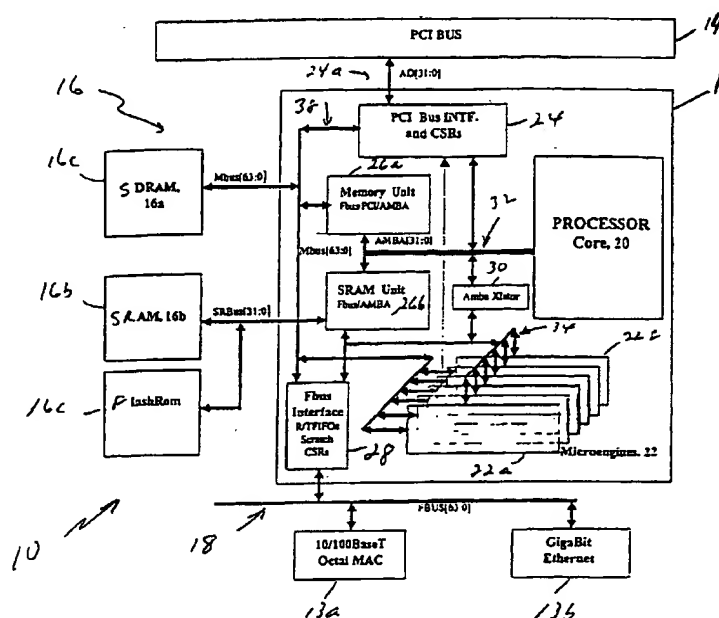 PCI BUS
14
24a
AD[31:0]
16
38
PCI Bus INTF.
and CSRs
24
16c
SDRAM,
16a
Mbus[63:0]
26a
Memory Unit
Fbus PCI/AMBA
32
PROCESSOR
Core, 20
Mbus[63:0]
AMBA[31:0]
30
SRAM Unit
Fbus/AMBA
26b
Amba Xlator
16b
SRAM, 16b
SRBus[31:0]
34
22f
16c
FlashRom
Fbus
Interface
R/TFIFOs
Scratch
CSRs
28
22a
Microengines, 22
10
18
FBUS[63:0]
10/100BaseT
Octal MAC
GigaBit
Ethernet
13a
13b